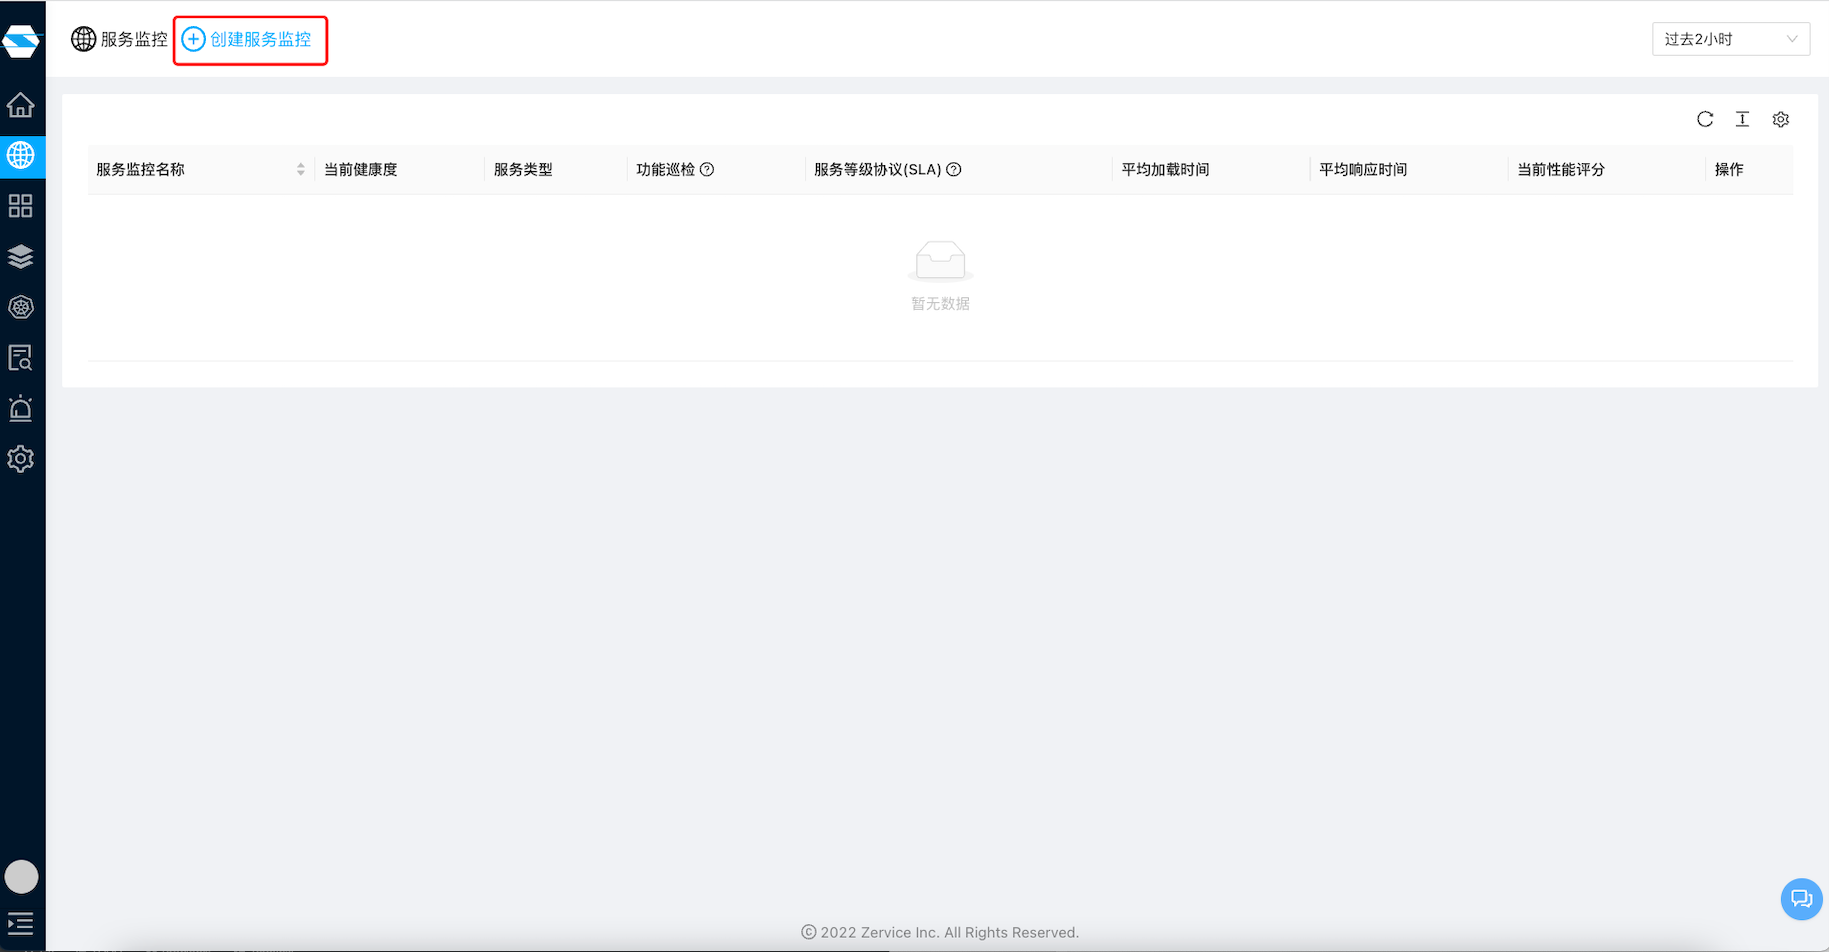 服务监控 创建服务监控 过去2小时
服务监控名称 当前健康度 服务类型 功能巡检 服务等级协议(SLA) 平均加载时间 平均响应时间 当前性能评分 操作
暂无数据
© 2022 Zervice Inc. All Rights Reserved.